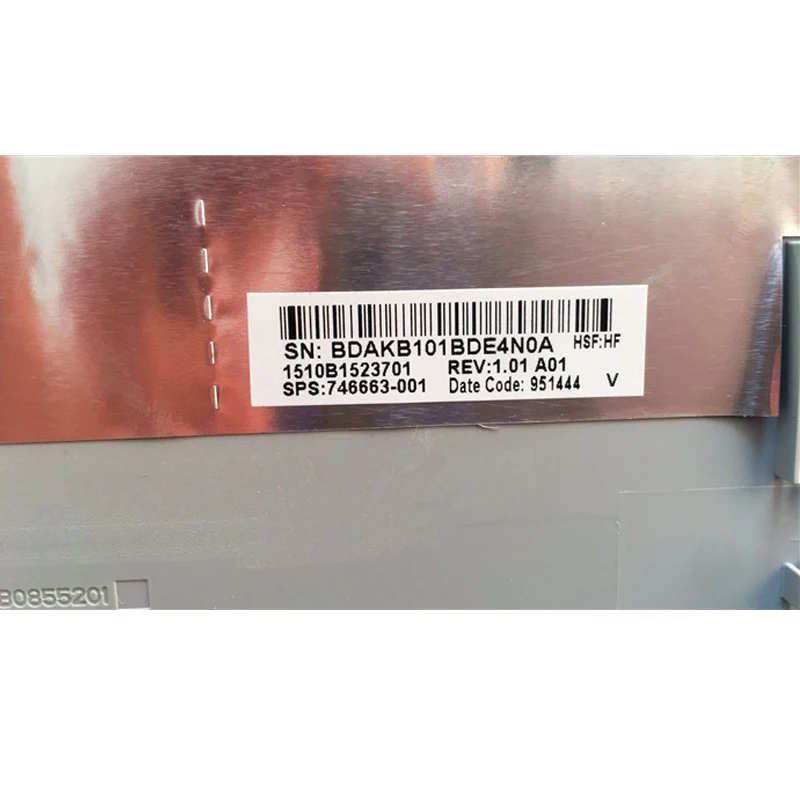 SN: BDAKB101BDE4N0A HSF:HF
1510B1523701 REV:1.01 A01
SPS:746663-001 Date Code: 951444 V
B0855201